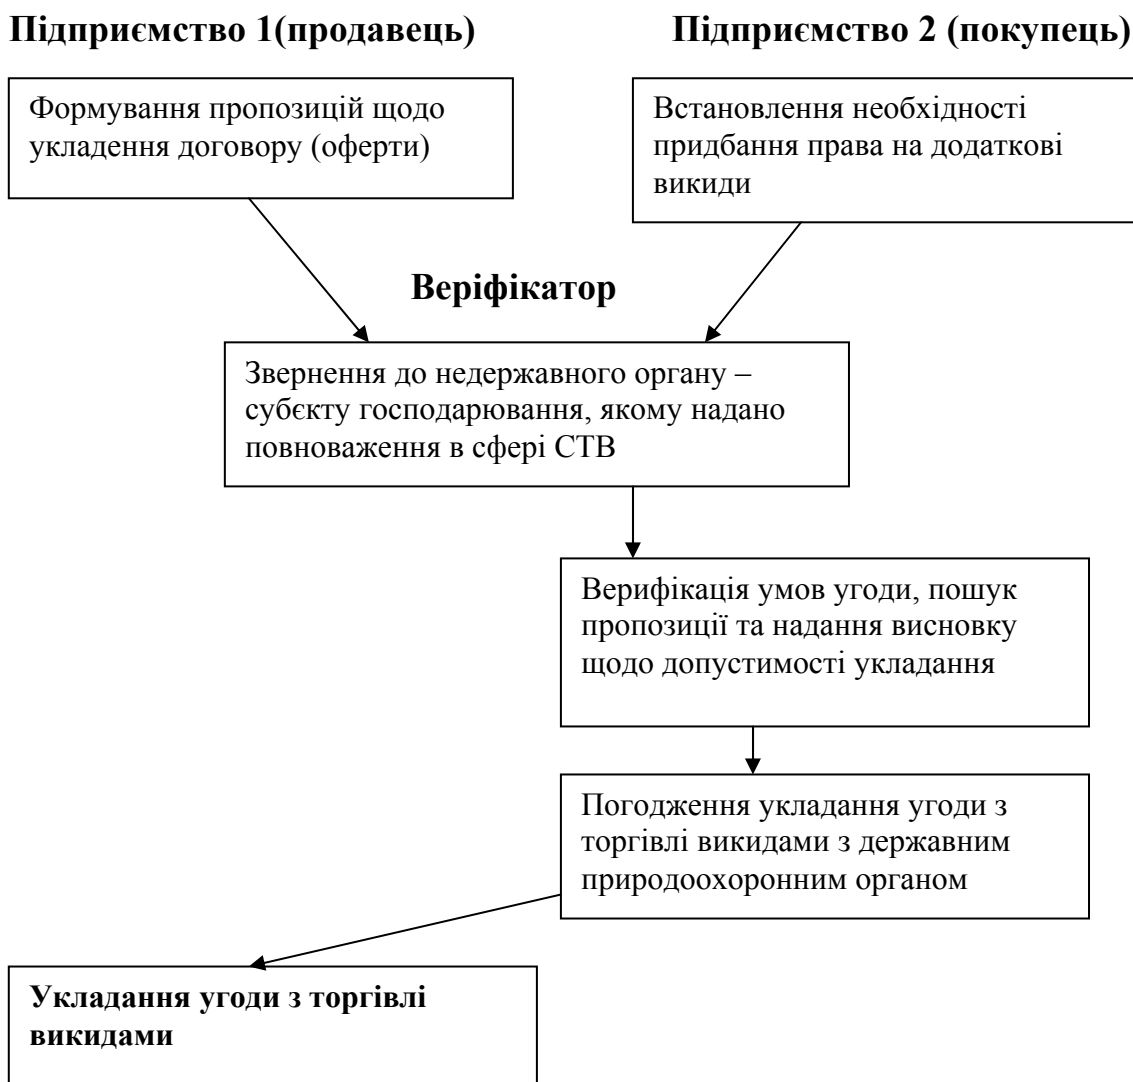 Підприємство 1(продавець)
Підприємство 2 (покупець)
Формування пропозицій щодо
укладення договору (оферти)
Встановлення необхідності
придбання права на додаткові
викиди
Веріфікатор
Звернення до недержавного органу –
субєкту господарювання, якому надано
повноваження в сфері СТВ
Верифікація умов угоди, пошук
пропозиції та надання висновку
щодо допустимості укладання
Погодження укладання угоди з
торгівлі викидами з державним
природоохоронним органом
Укладання угоди з торгівлі
викидами